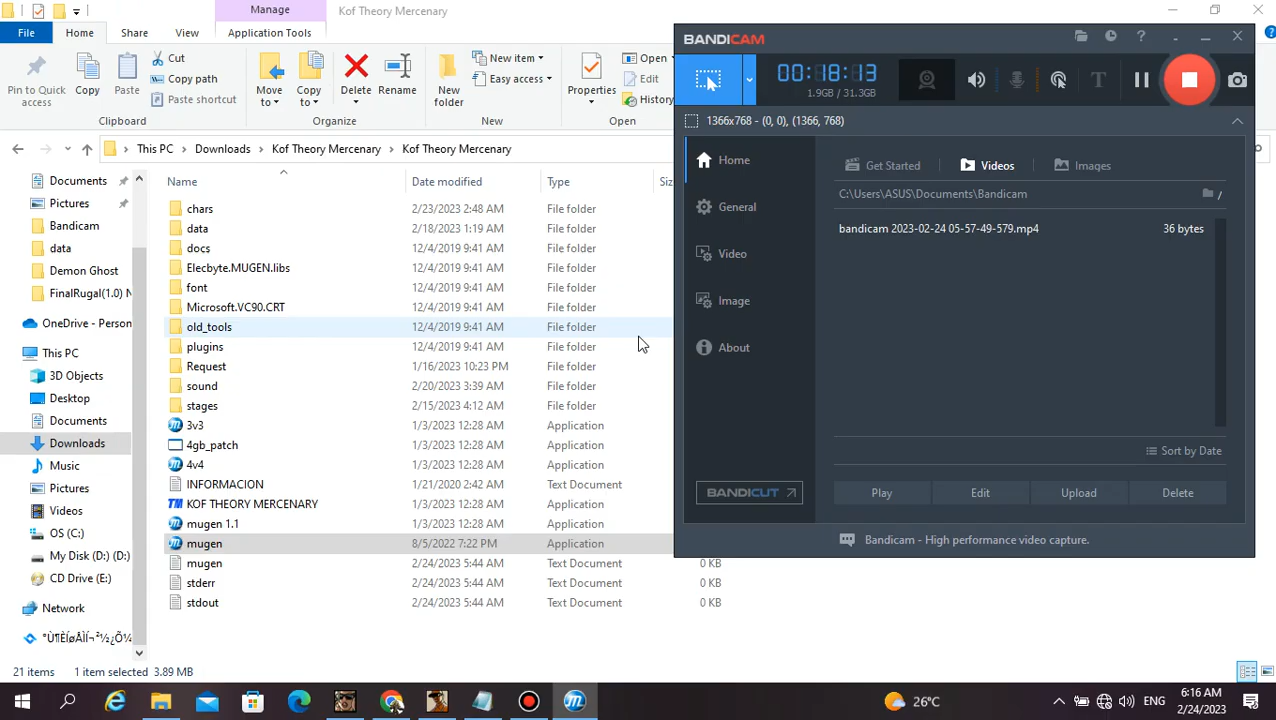 Manage
Kof Theory Mercenary
File
Home
Share
View
Application Tools
Pin to Quick access
Copy
Paste
Cut
Copy path
Paste shortcut
Clipboard
Move to
Copy to
Delete
Rename
Organize
New folder
New item
Easy access
New
Properties
Open
Edit
History
Open
This PC
Downloads
Kof Theory Mercenary
Kof Theory Mercenary
Documents
Pictures
Bandicam
data
Demon Ghost
FinalRugal(1.0) N
OneDrive - Person
This PC
3D Objects
Desktop
Documents
Downloads
Music
Pictures
Videos
OS (C:)
My Disk (D:) (D:)
CD Drive (E:)
Network
°Ù¶ÈÍøÅÌÍ¬²½¿Õ¼
Name Date modified Type Siz
chars 2/23/2023 2:48 AM File folder
data 2/18/2023 1:19 AM File folder
docs 12/4/2019 9:41 AM File folder
Elecbyte.MUGEN.libs 12/4/2019 9:41 AM File folder
font 12/4/2019 9:41 AM File folder
Microsoft.VC90.CRT 12/4/2019 9:41 AM File folder
old_tools 12/4/2019 9:41 AM File folder
plugins 12/4/2019 9:41 AM File folder
Request 1/16/2023 10:23 PM File folder
sound 2/20/2023 3:39 AM File folder
stages 2/15/2023 4:12 AM File folder
3v3 1/3/2023 12:28 AM Application
4gb_patch 1/3/2023 12:28 AM Application
4v4 1/3/2023 12:28 AM Application
INFORMACION 1/21/2020 2:42 AM Text Document
KOF THEORY MERCENARY 1/3/2023 12:28 AM Application
mugen 1.1 1/3/2023 12:28 AM Application
mugen 8/5/2022 7:22 PM Application
mugen 2/24/2023 5:44 AM Text Document 0 KB
stderr 2/24/2023 5:44 AM Text Document 0 KB
stdout 2/24/2023 5:44 AM Text Document 0 KB
21 items 1 item selected 3.89 MB
BANDICAM
00:18:13
1.9GB / 31.3GB
1366x768 - (0, 0), (1366, 768)
Home
General
Video
Image
About
BANDICUT
Get Started
Videos
Images
C:\Users\ASUS\Documents\Bandicam
/
bandicam 2023-02-24 05-57-49-579.mp4 36 bytes
Sort by Date
Play
Edit
Upload
Delete
Bandicam - High performance video capture.
26°C
ENG
6:16 AM
2/24/2023